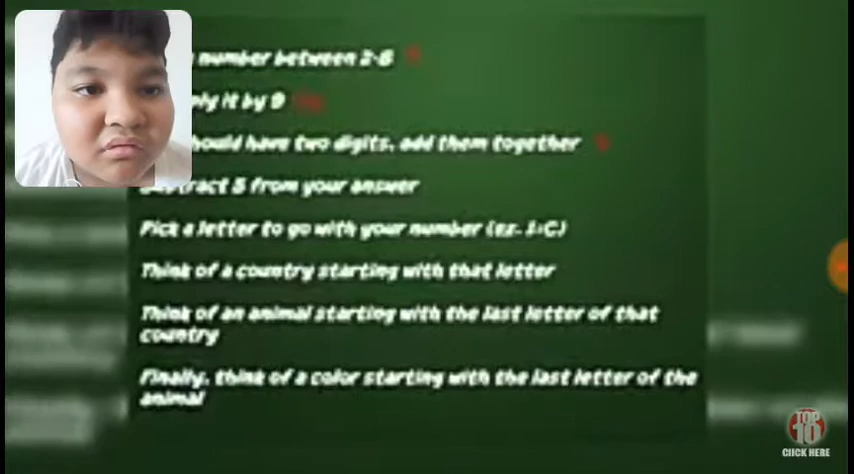 number between 2-8
ply it by 9
should have two digits. add them together
Subtract 5 from your answer
Pick a letter to go with your number (ex. 1=C)
Think of a country starting with that letter
Think of an animal starting with the last letter of that
country
Finally, think of a color starting with the last letter of the
animal
TOP
10
CLICK HERE